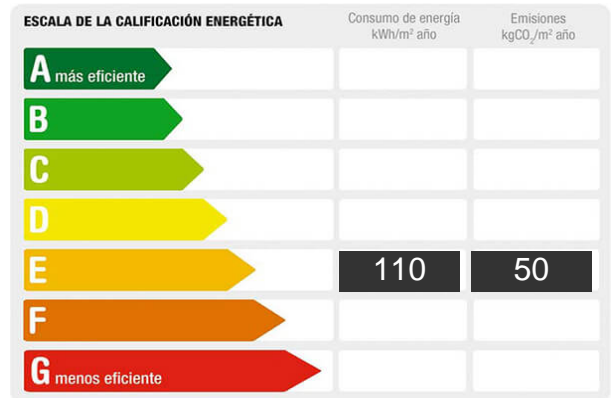 ESCALA DE LA CALIFICACIÓN ENERGÉTICA
Consumo de energía
kWh/m² año
Emisiones
kgCO₂/m² año
A más eficiente
B
C
D
E 110 50
F
G menos eficiente